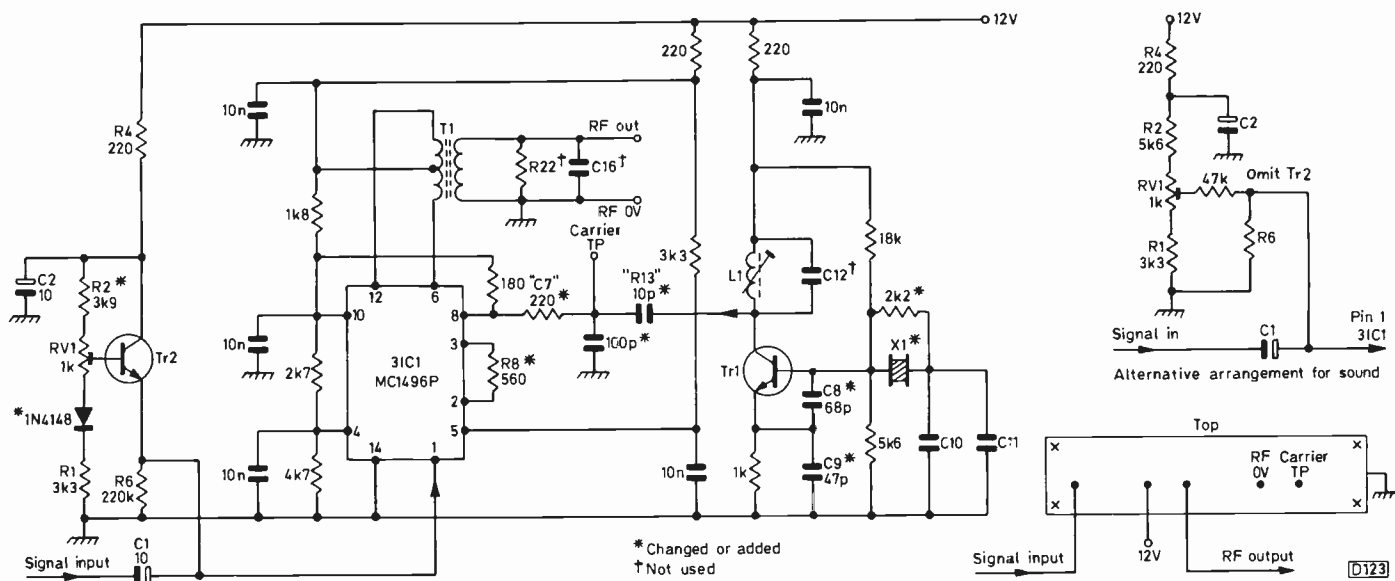 12V
220
220
R4
220
10n
10n
T1
RF out
R22†
C16†
RF 0V
1k8
Carrier
TP
3k3
18k
L1
C12†
C2
10
R2*
3k9
RV1
1k
Tr2
*1N4148
R1
3k3
R6
220k
180
"C7"
220*
"R13"
10p*
100p*
2k2*
X1*
12
6
10
8
3
2
4
5
14
1
3IC1
MC1496P
R8*
560
10n
2k7
10n
4k7
Tr1
C8*
68p
C9*
47p
1k
5k6
C10
C11
10n
Signal input
C1
10
*Changed or added
†Not used
12V
R4
220
C2
R2
5k6
47k
Omit Tr2
RV1
1k
R6
R1
3k3
Signal in
C1
Pin 1
3IC1
Alternative arrangement for sound
Top
RF
0V
Carrier
TP
Signal input
12V
RF output
D123